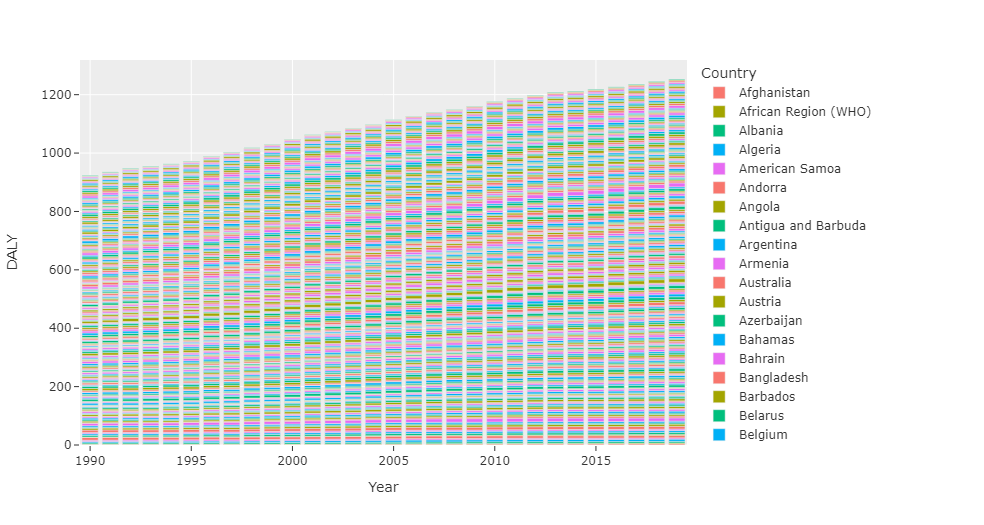 Country
Afghanistan
African Region (WHO)
Albania
Algeria
American Samoa
Andorra
Angola
Antigua and Barbuda
Argentina
Armenia
Australia
Austria
Azerbaijan
Bahamas
Bahrain
Bangladesh
Barbados
Belarus
Belgium
DALY
1200
1000
800
600
400
200
0
1990 1995 2000 2005 2010 2015
Year